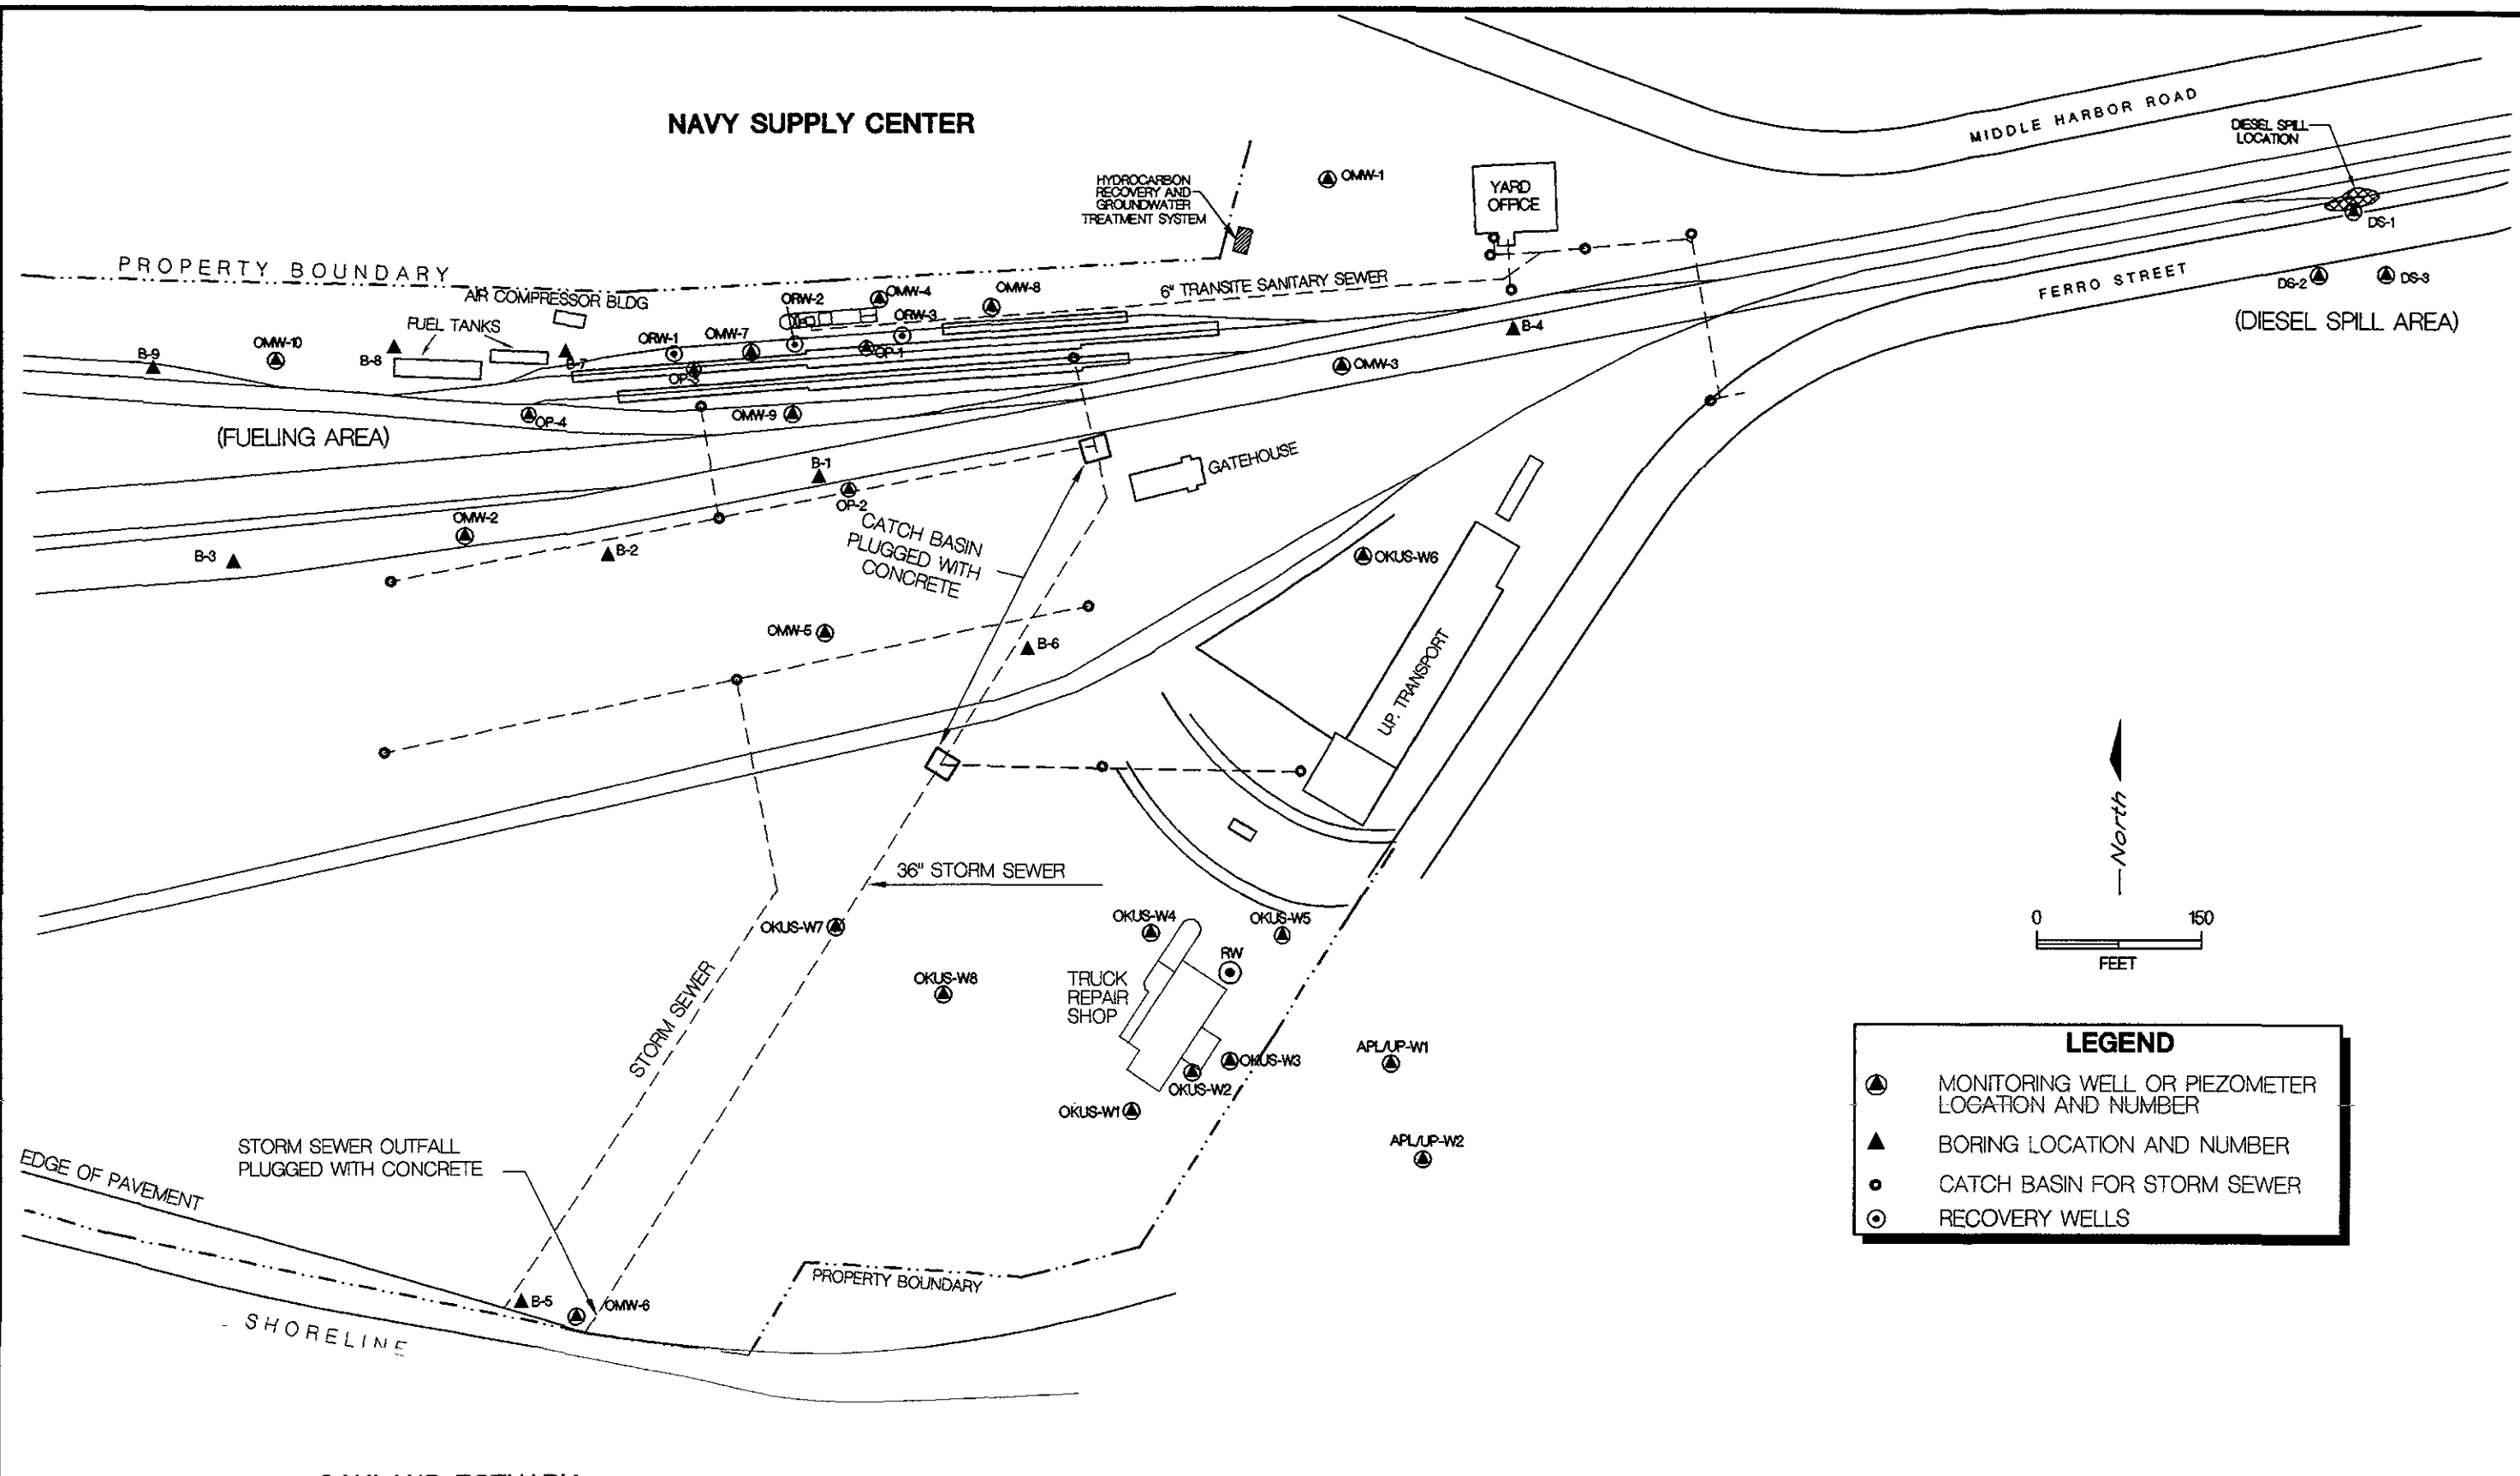 NAVY SUPPLY CENTER
MIDDLE HARBOR ROAD
DIESEL SPILL
LOCATION
HYDROCARBON
RECOVERY AND
GROUNDWATER
TREATMENT SYSTEM
OMW-1
YARD
OFFICE
DS-1
DS-2
DS-3
FERRO STREET
(DIESEL SPILL AREA)
PROPERTY BOUNDARY
AIR COMPRESSOR BLDG
6" TRANSITE SANITARY SEWER
ORW-2
OMW-4
OMW-8
ORW-3
FUEL TANKS
ORW-1
OMW-7
OP-1
B-4
B-9
OMW-10
B-8
B-7
OP-3
OMW-3
OP-4
OMW-9
(FUELING AREA)
B-1
OP-2
GATEHOUSE
OMW-2
CATCH BASIN
PLUGGED WITH
CONCRETE
B-3
B-2
OKUS-W6
OMW-5
B-6
U.P. TRANSPORT
North
36" STORM SEWER
OKUS-W7
OKUS-W4
OKUS-W5
0
150
FEET
RW
OKUS-W8
TRUCK
REPAIR
SHOP
STORM SEWER
OKUS-W3
OKUS-W2
OKUS-W1
APL/UP-W1
APL/UP-W2
LEGEND
MONITORING WELL OR PIEZOMETER
LOCATION AND NUMBER
BORING LOCATION AND NUMBER
CATCH BASIN FOR STORM SEWER
RECOVERY WELLS
STORM SEWER OUTFALL
PLUGGED WITH CONCRETE
EDGE OF PAVEMENT
PROPERTY BOUNDARY
B-5
OMW-6
SHORELINE